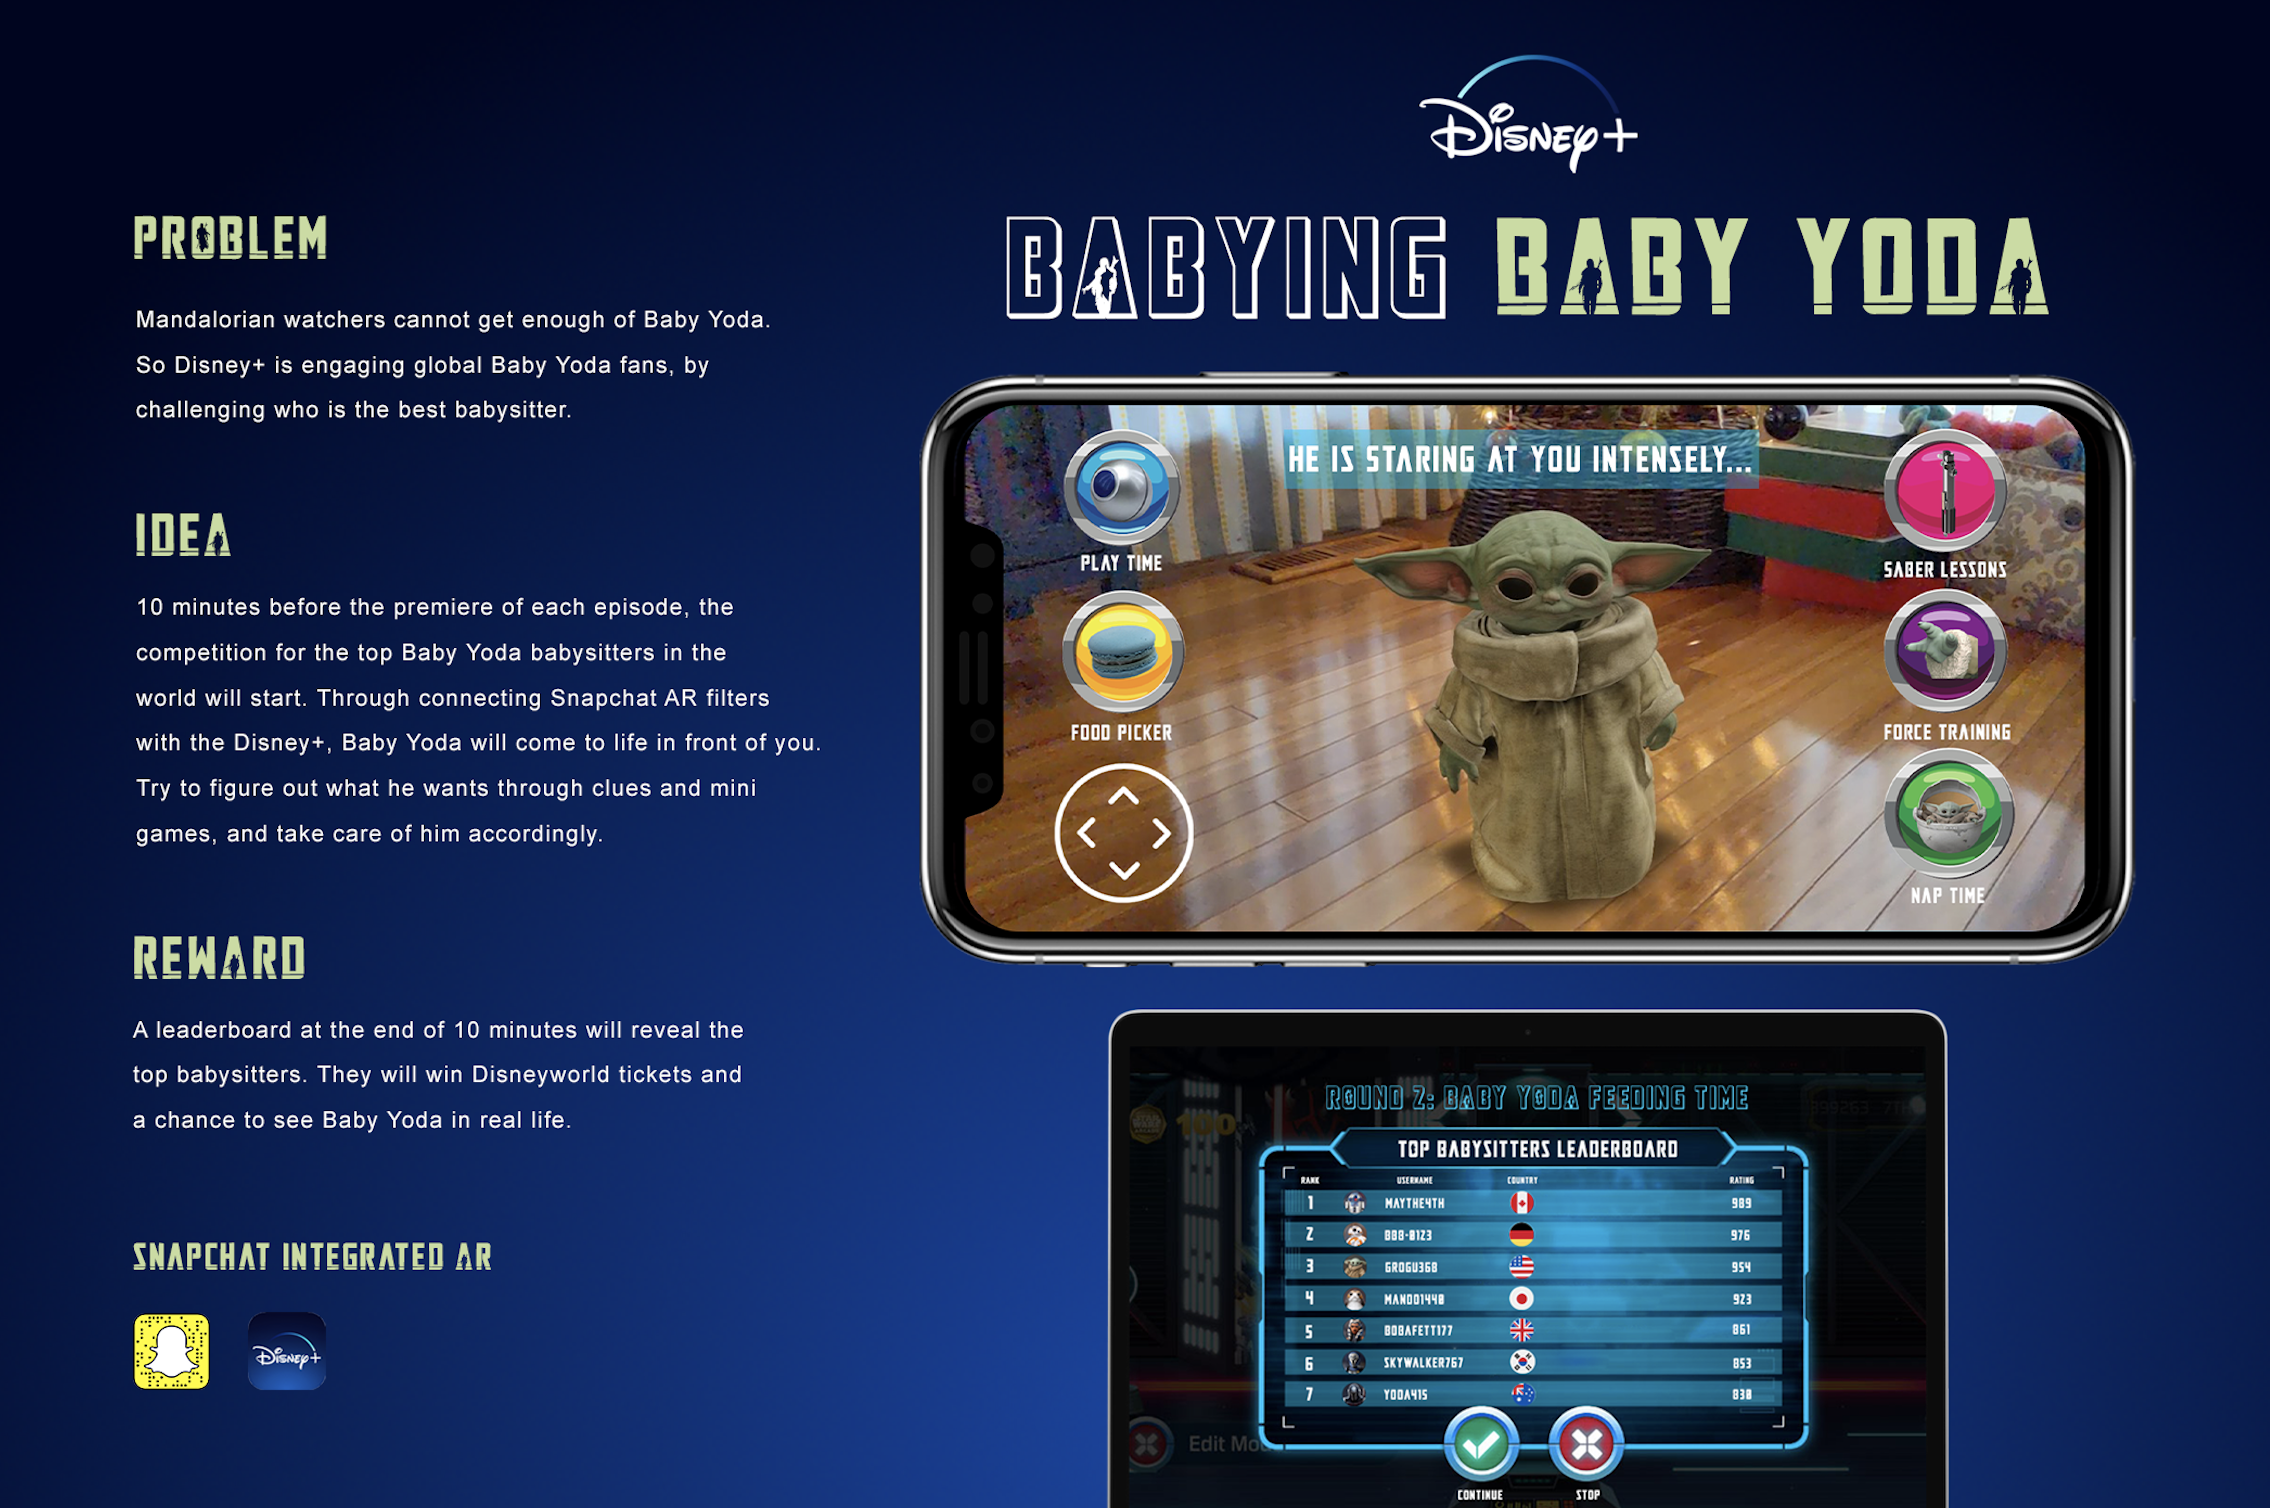 PROBLEM
Mandalorian watchers cannot get enough of Baby Yoda.
So Disney+ is engaging global Baby Yoda fans, by
challenging who is the best babysitter.
IDEA
10 minutes before the premiere of each episode, the
competition for the top Baby Yoda babysitters in the
world will start. Through connecting Snapchat AR filters
with the Disney+, Baby Yoda will come to life in front of you.
Try to figure out what he wants through clues and mini
games, and take care of him accordingly.
REWARD
A leaderboard at the end of 10 minutes will reveal the
top babysitters. They will win Disneyworld tickets and
a chance to see Baby Yoda in real life.
SNAPCHAT INTEGRATED AR
Disney+
Disney+
BABYING BABY YODA
HE IS STARING AT YOU INTENSELY...
PLAY TIME
FOOD PICKER
SABER LESSONS
FORCE TRAINING
NAP TIME
ROUND 2: BABY YODA FEEDING TIME
100
TOP BABYSITTERS LEADERBOARD
RANK USERNAME COUNTRY RATING
1 MAYTHE4TH 989
2 BB8-8123 976
3 GROGU368 954
4 MANDO1440 923
5 BOBAFETT177 861
6 SKYWALKER767 853
7 YODA415 838
Edit
CONTINUE
STOP